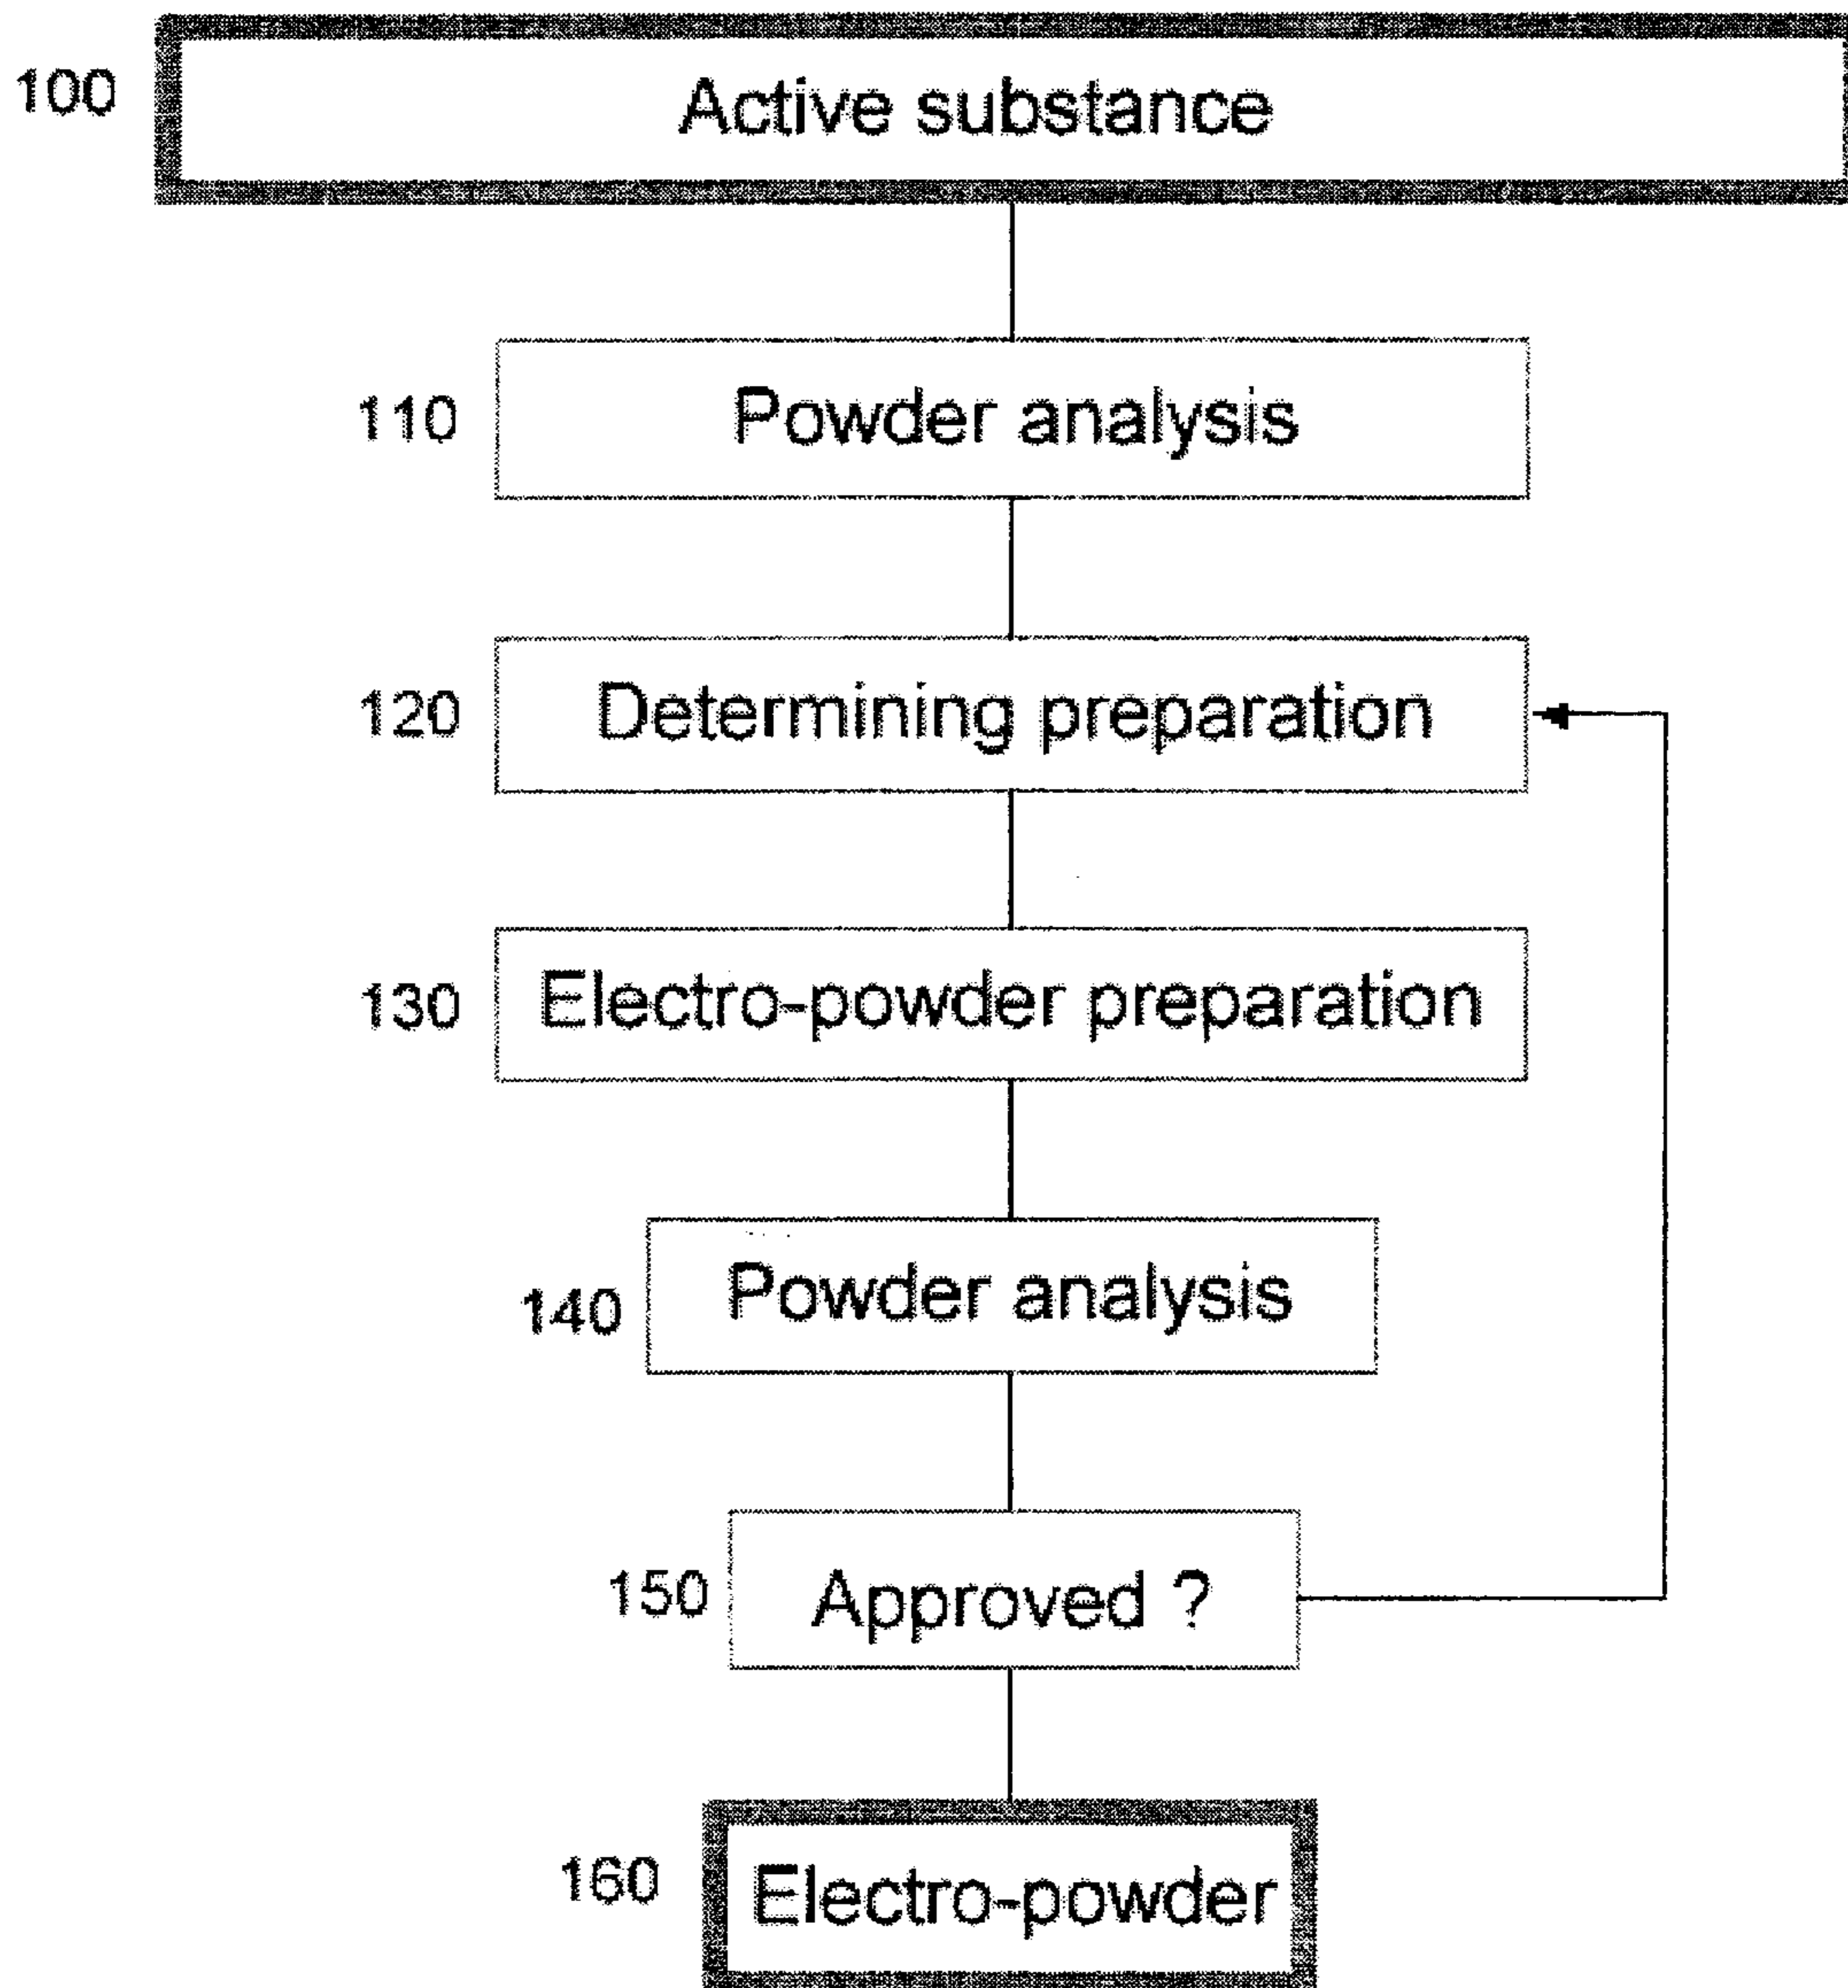 100 Active substance
110 Powder analysis
120 Determining preparation
130 Electro-powder preparation
140 Powder analysis
150 Approved ?
160 Electro-powder